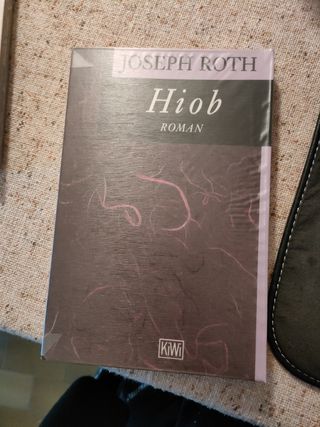 JOSEPH ROTH
Hiob
ROMAN
KiWi